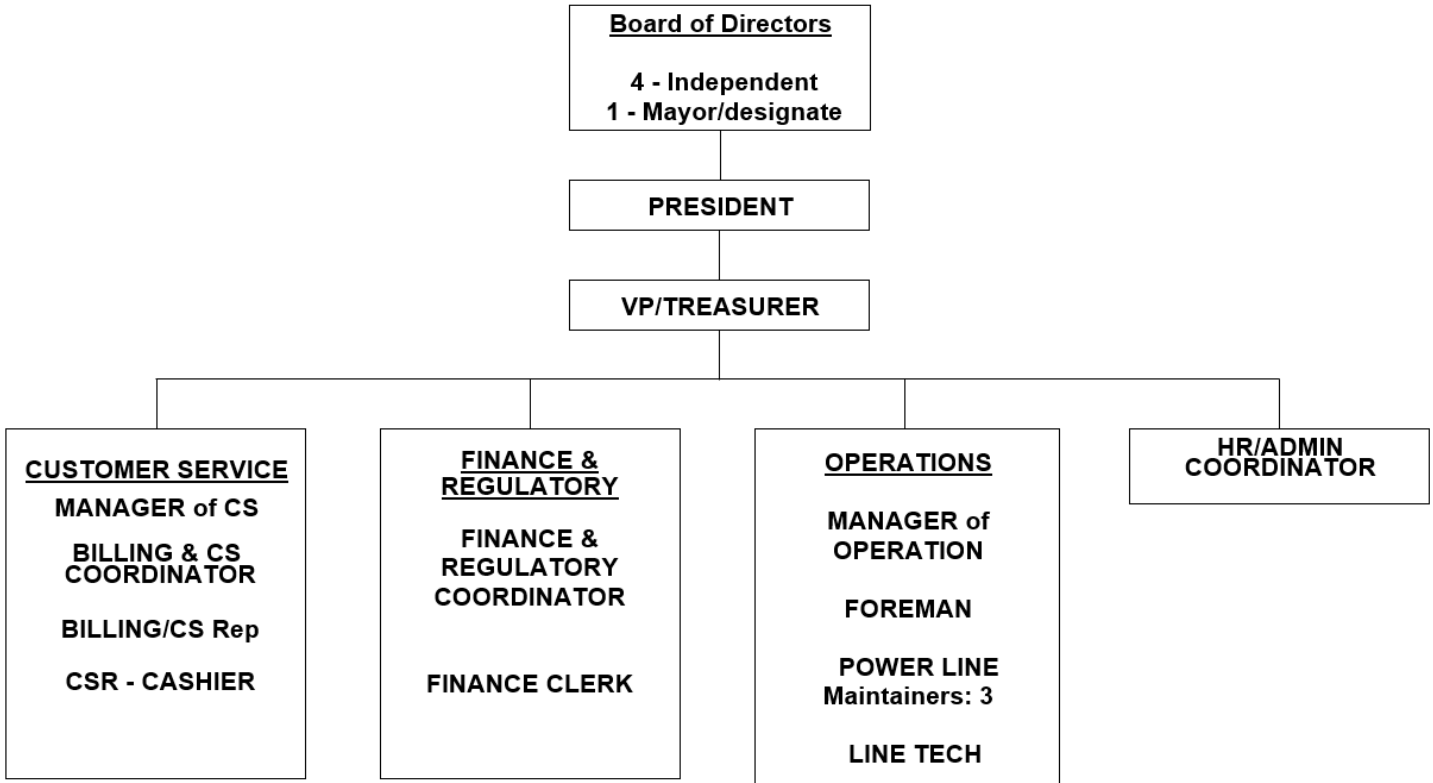 Board of Directors
4 - Independent
1 - Mayor/designate
PRESIDENT
VP/TREASURER
CUSTOMER SERVICE
MANAGER of CS
BILLING & CS
COORDINATOR
BILLING/CS Rep
CSR - CASHIER
FINANCE &
REGULATORY
FINANCE &
REGULATORY
COORDINATOR
FINANCE CLERK
OPERATIONS
MANAGER of
OPERATION
FOREMAN
POWER LINE
Maintainers: 3
LINE TECH
HR/ADMIN
COORDINATOR